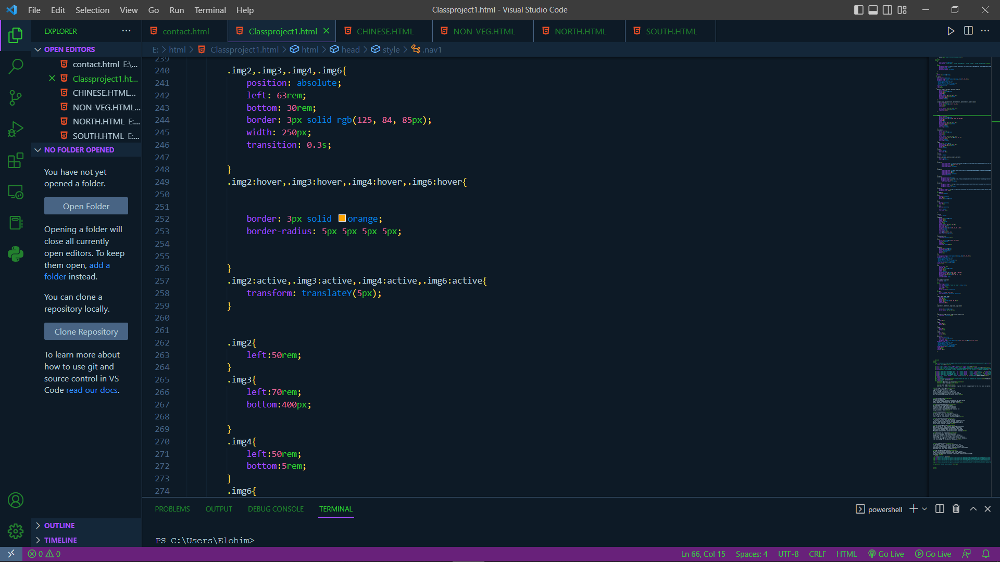 File Edit Selection View Go Run Terminal Help
Classproject1.html - Visual Studio Code
EXPLORER
contact.html
Classproject1.html
CHINESE.HTML
NON-VEG.HTML
NORTH.HTML
SOUTH.HTML
OPEN EDITORS
contact.html E:\...
Classproject1.ht...
CHINESE.HTML...
NON-VEG.HTML...
NORTH.HTML E:...
SOUTH.HTML E:...
NO FOLDER OPENED
You have not yet
opened a folder.
Open Folder
Opening a folder will
close all currently
open editors. To keep
them open, add a
folder instead.
You can clone a
repository locally.
Clone Repository
To learn more about
how to use git and
source control in VS
Code read our docs.
OUTLINE
TIMELINE
E: > html > Classproject1.html > html > head > style > .nav1
239
240 .img2,.img3,.img4,.img6{
241 position: absolute;
242 left: 63rem;
243 bottom: 30rem;
244 border: 3px solid rgb(125, 84, 85px);
245 width: 250px;
246 transition: 0.3s;
247
248 }
249 .img2:hover,.img3:hover,.img4:hover,.img6:hover{
250
251
252 border: 3px solid orange;
253 border-radius: 5px 5px 5px 5px;
254
255
256 }
257 .img2:active,.img3:active,.img4:active,.img6:active{
258 transform: translateY(5px);
259 }
260
261
262 .img2{
263 left:50rem;
264 }
265 .img3{
266 left:70rem;
267 bottom:400px;
268
269 }
270 .img4{
271 left:50rem;
272 bottom:5rem;
273 }
274 .img6{
PROBLEMS OUTPUT DEBUG CONSOLE TERMINAL
powershell
PS C:\Users\Elohim>
0 0
Ln 66, Col 15 Spaces: 4 UTF-8 CRLF HTML Go Live Go Live